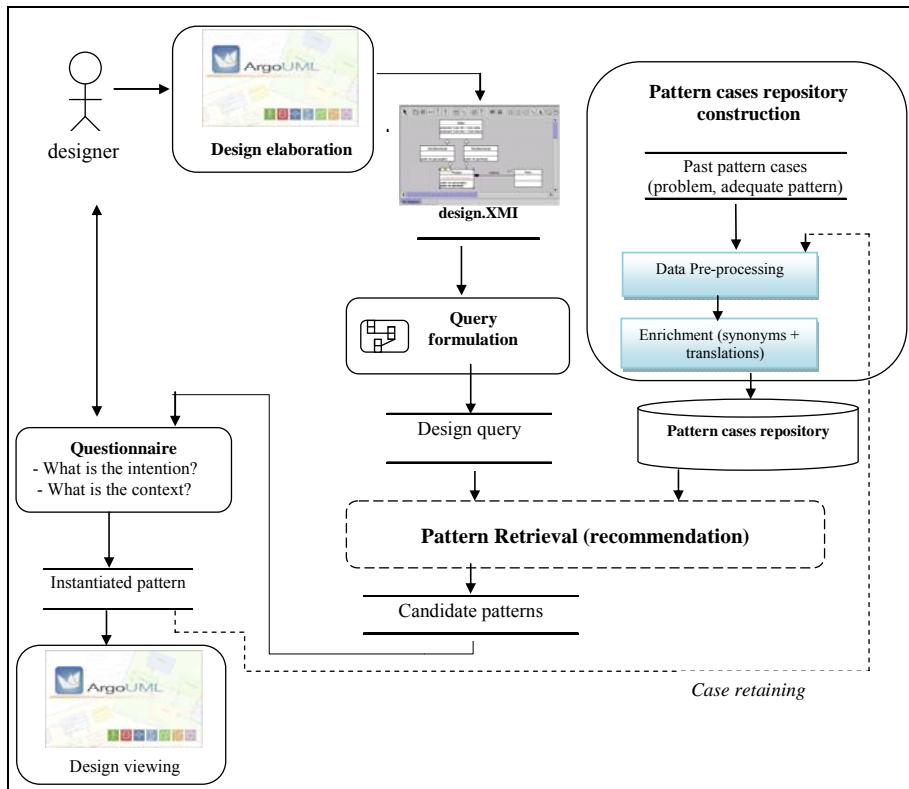 designer
ArgoUML
Design elaboration
design.XMI
Pattern cases repository
construction
Past pattern cases
(problem, adequate pattern)
Data Pre-processing
Enrichment (synonyms +
translations)
Pattern cases repository
Query
formulation
Design query
Pattern Retrieval (recommendation)
Candidate patterns
Questionnaire
- What is the intention?
- What is the context?
Instantiated pattern
ArgoUML
Design viewing
Case retaining